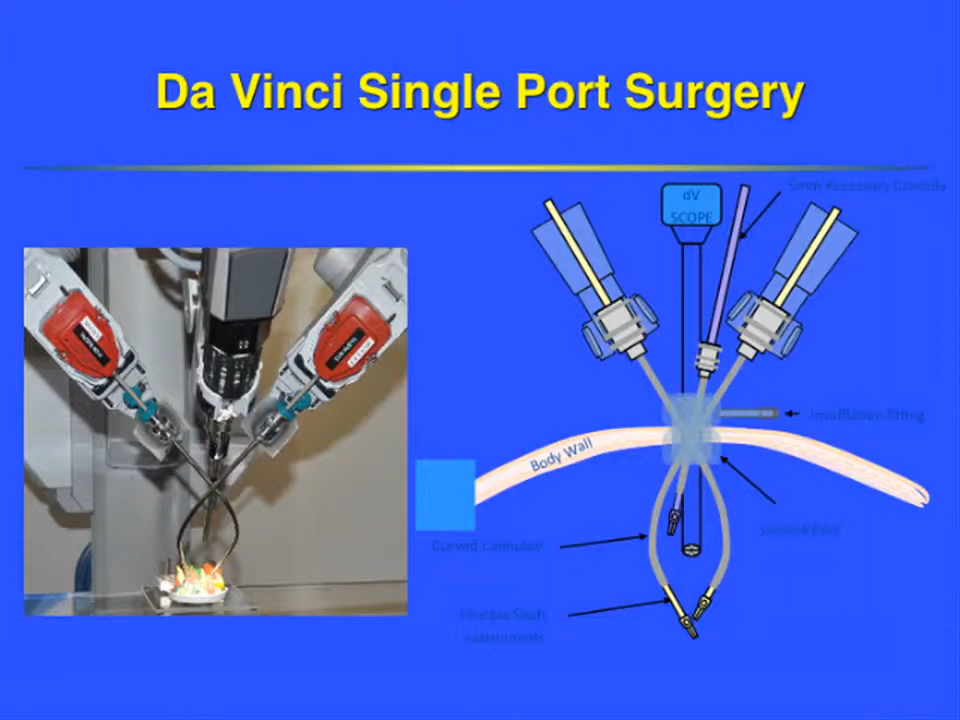 Da Vinci Single Port Surgery
5mm Accessory Cannula
dV
SCOPE
Insufflation fitting
Body Wall
Curved Cannulae
Flexible Shaft
Instruments